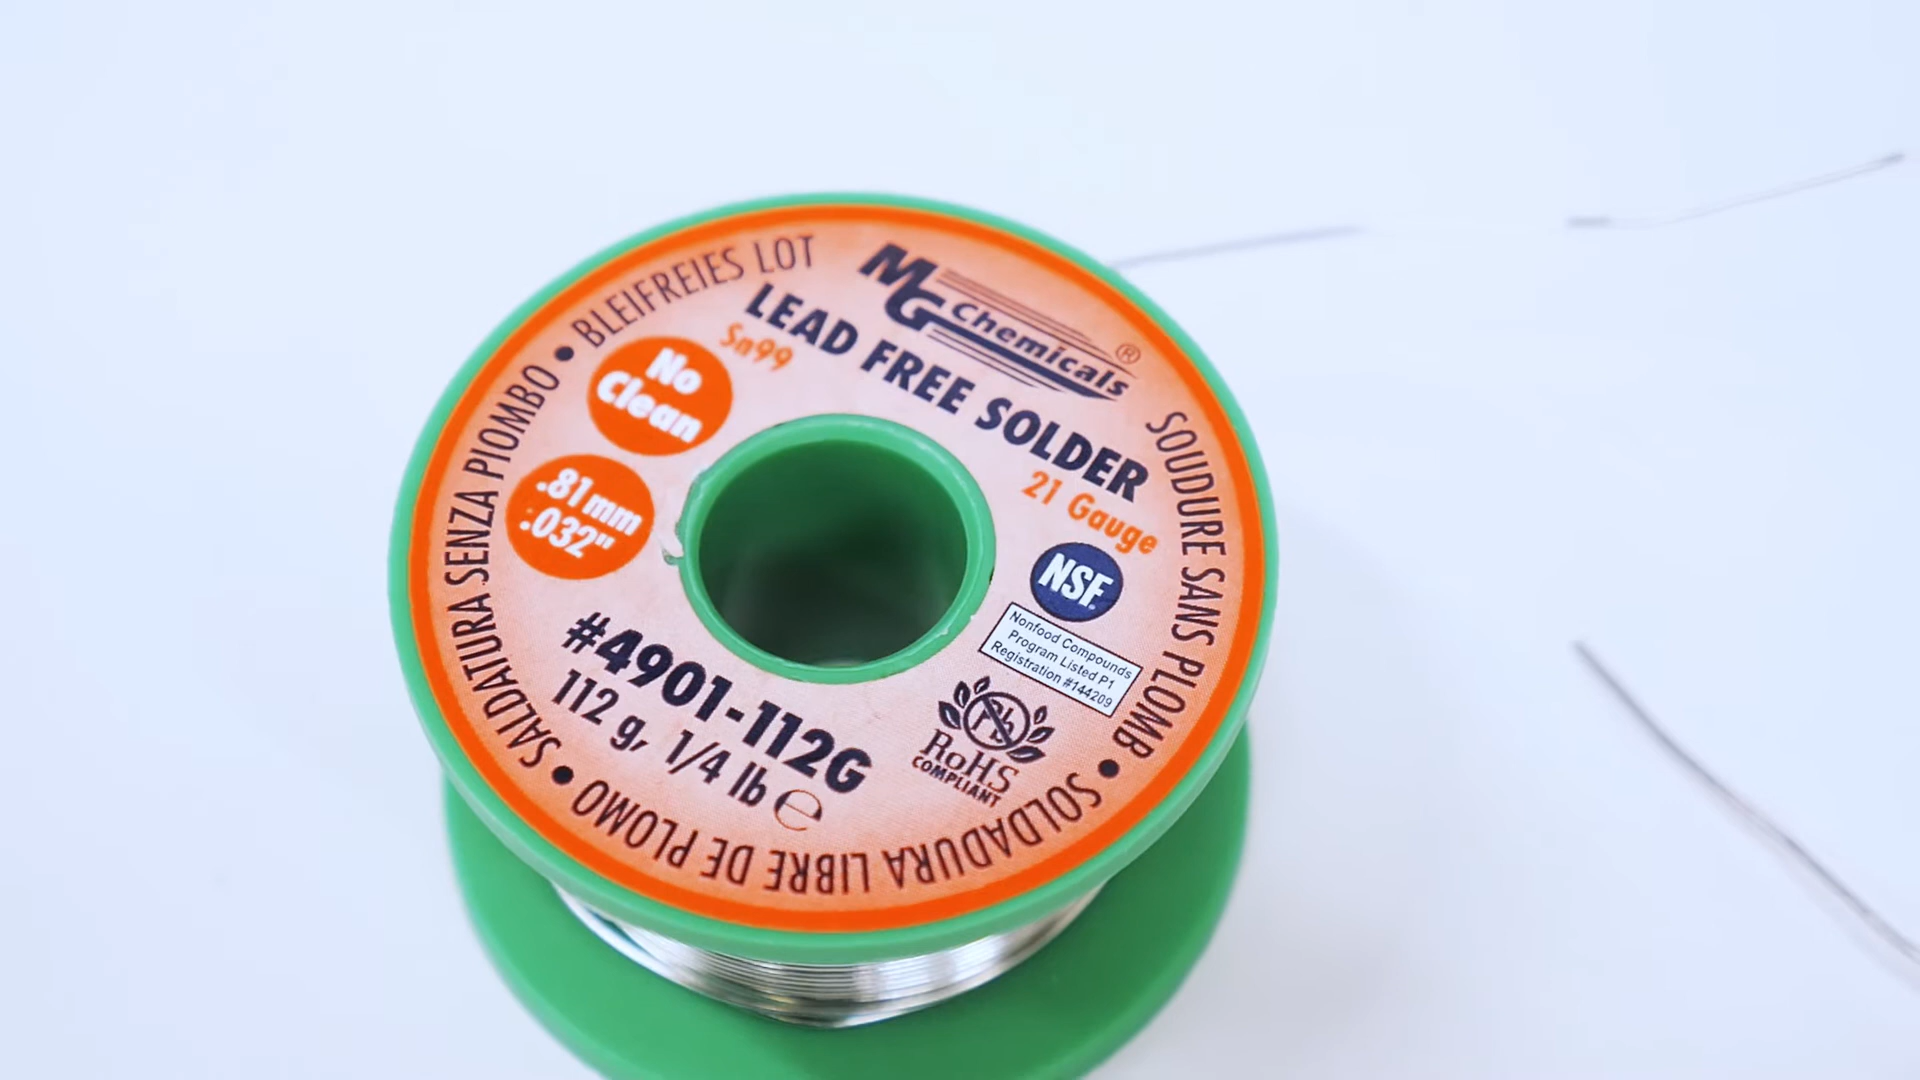 MG Chemicals ®
LEAD FREE SOLDER
Sn99
21 Gauge
No
Clean
.81mm
.032"
NSF.
Nonfood Compounds
Program Listed P1
Registration #144209
#4901-112G
112 g, 1/4 lb ℮
Pb
RoHS
COMPLIANT
BLEIFREIES LOT
SOUDURE SANS PLOMB • SOLDADURA LIBRE DE PLOMO • SALDATURA SENZA PIOMBO •